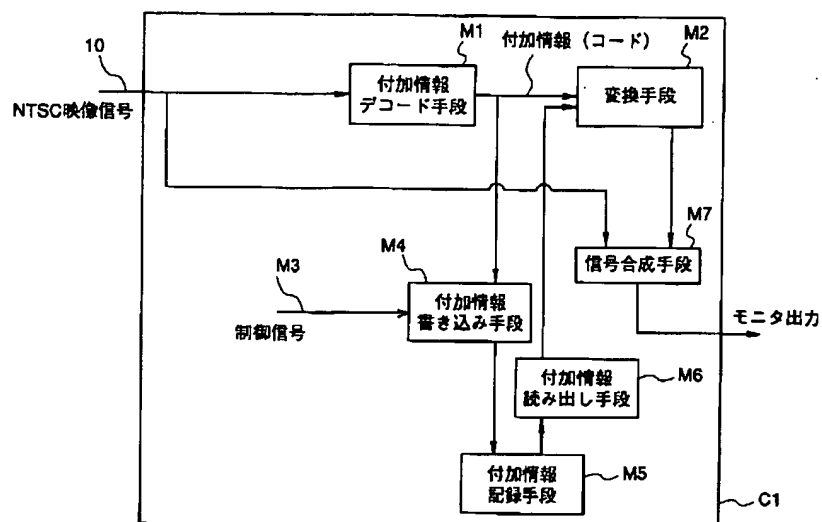 M1
付加情報（コード）
M2
10
付加情報
デコード手段
変換手段
NTSC映像信号
M7
M4
信号合成手段
M3
付加情報
書き込み手段
制御信号
モニタ出力
付加情報
読み出し手段
M6
付加情報
記録手段
M5
C1